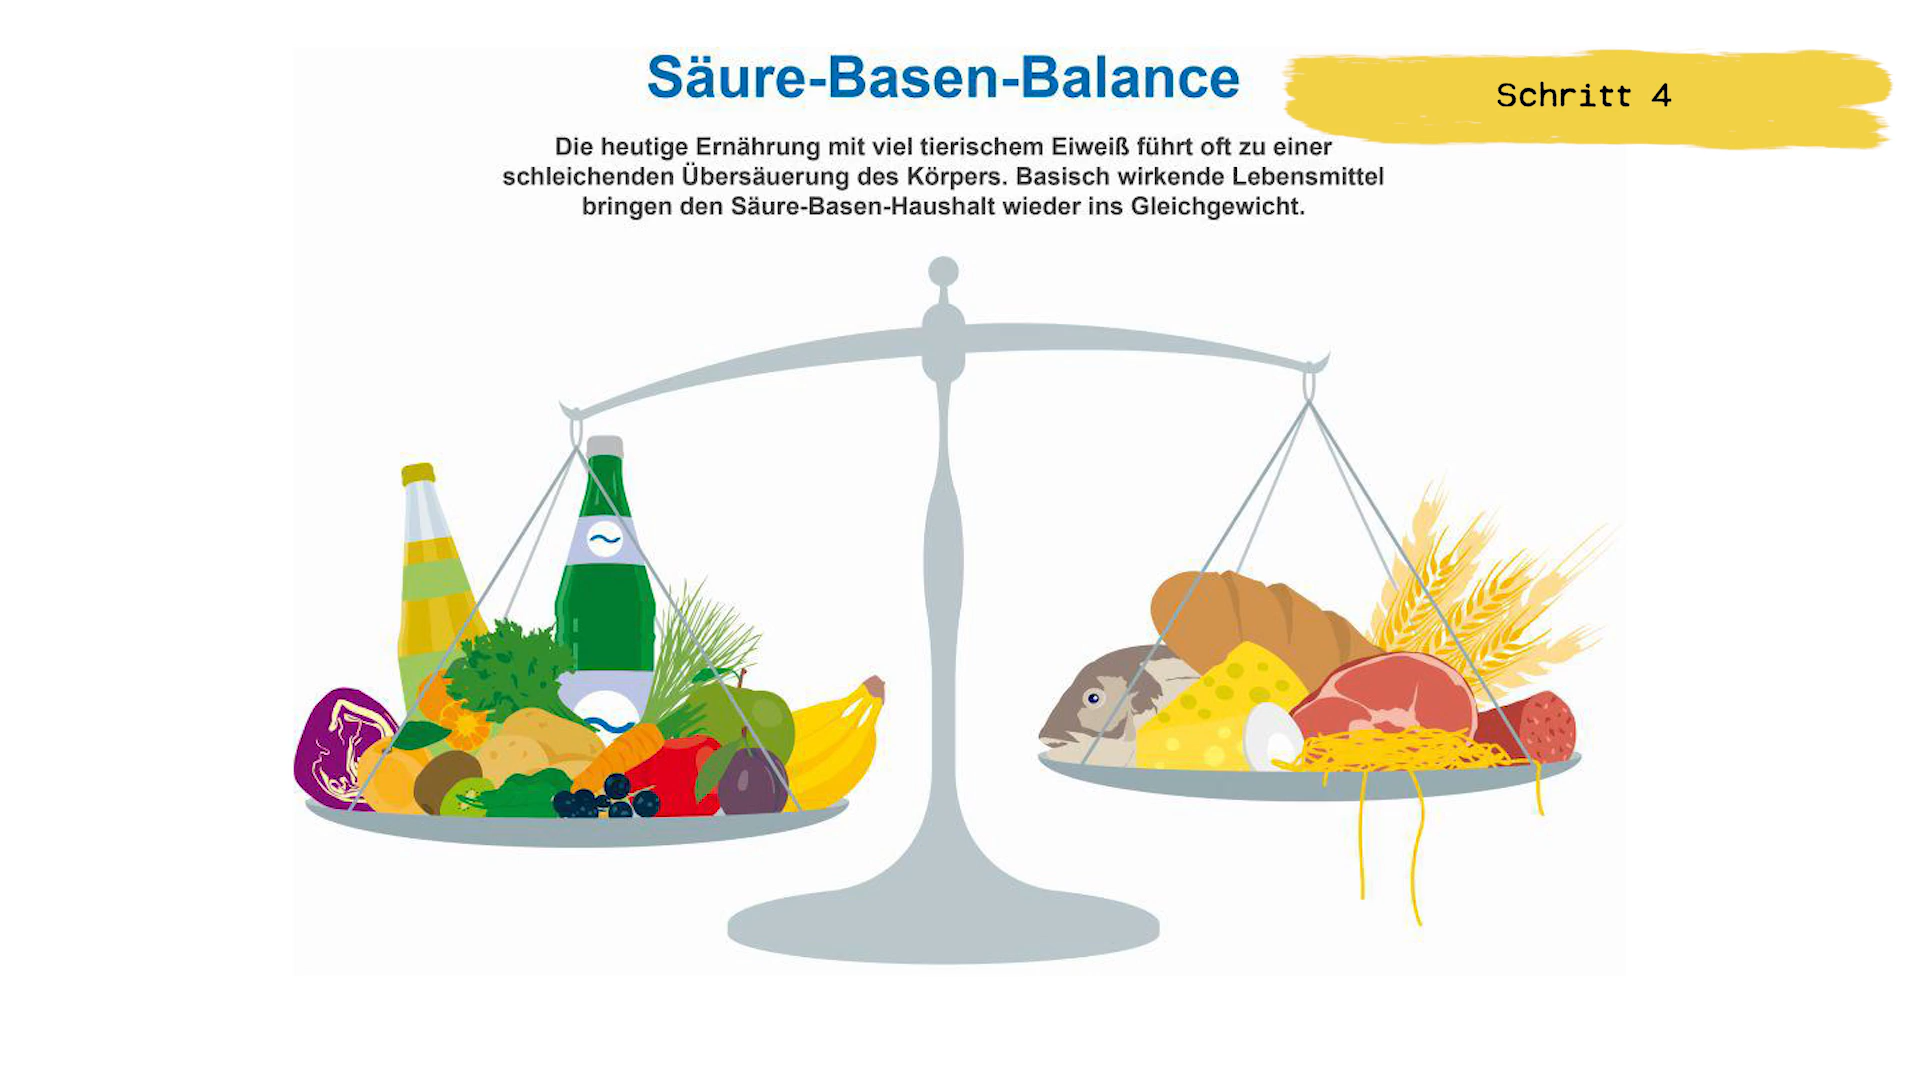 Säure-Basen-Balance
Schritt 4
Die heutige Ernährung mit viel tierischem Eiweiß führt oft zu einer
schleichenden Übersäuerung des Körpers. Basisch wirkende Lebensmittel
bringen den Säure-Basen-Haushalt wieder ins Gleichgewicht.